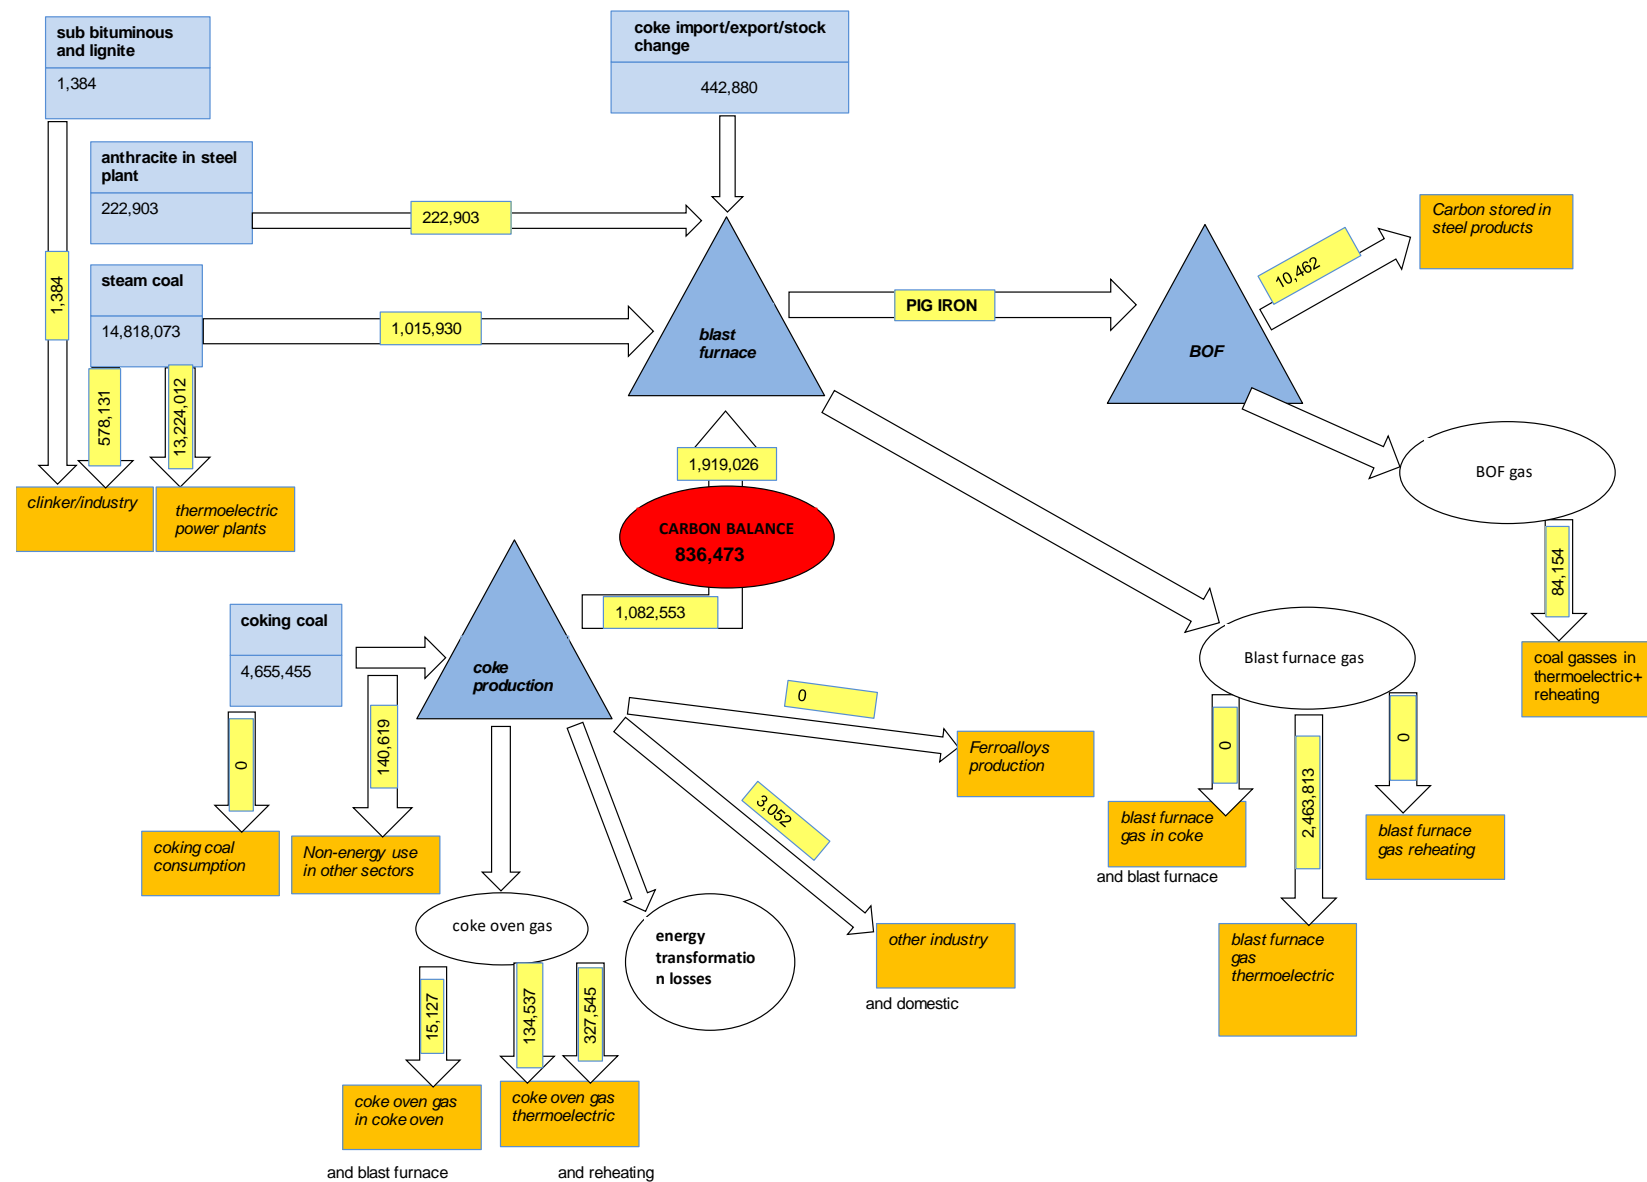 sub bituminous
and lignite
1,384
coke import/export/stock
change
442,880
anthracite in steel
plant
222,903
222,903
Carbon stored in
steel products
10,462
1,384
steam coal
14,818,073
1,015,930
blast
furnace
PIG IRON
BOF
578,131
13,224,012
1,919,026
BOF gas
clinker/industry
thermoelectric
power plants
CARBON BALANCE
836,473
84,154
1,082,553
coking coal
4,655,455
coke
production
Blast furnace gas
coal gasses in
thermoelectric+
reheating
0
0
140,619
0
0
2,463,813
Ferroalloys
production
3,052
coking coal
consumption
Non-energy use
in other sectors
blast furnace
gas in coke
and blast furnace
blast furnace
gas reheating
coke oven gas
energy
transformatio
n losses
other industry
and domestic
blast furnace
gas
thermoelectric
15,127
134,537
327,545
coke oven gas
in coke oven
coke oven gas
thermoelectric
and blast furnace
and reheating